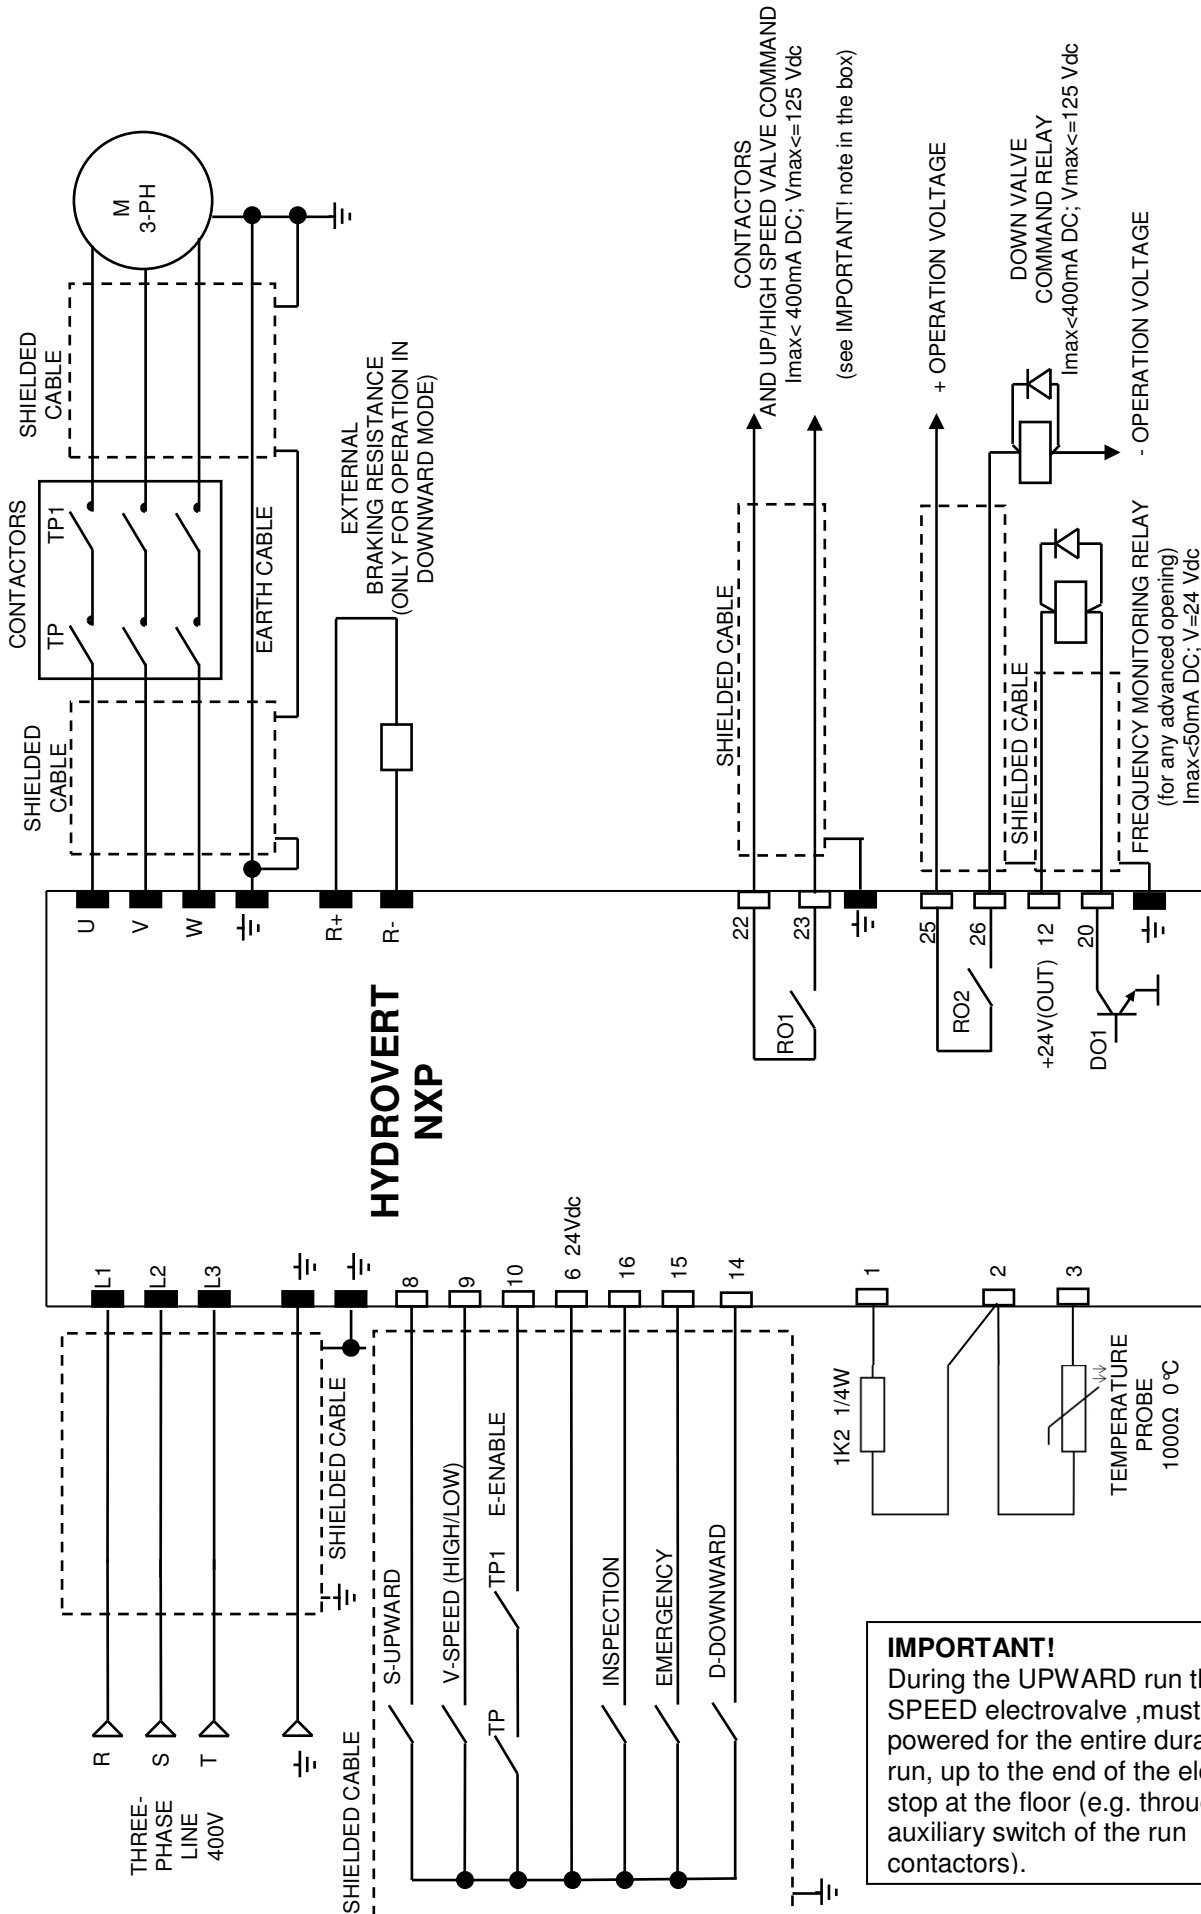 THREE-
PHASE
LINE
400V
R
S
T
L1
L2
L3
SHIELDED CABLE
SHIELDED CABLE
S-UPWARD
8
V-SPEED (HIGH/LOW)
9
TP
TP1
E-ENABLE
10
6 24Vdc
INSPECTION
16
EMERGENCY
15
D-DOWNWARD
14
1K2 1/4W
1
2
3
TEMPERATURE
PROBE
1000Ω 0°C
HYDROVERT
NXP
U
V
W
R+
R-
SHIELDED
CABLE
CONTACTORS
TP
TP1
SHIELDED
CABLE
M
3-PH
EARTH CABLE
EXTERNAL
BRAKING RESISTANCE
(ONLY FOR OPERATION IN
DOWNWARD MODE)
RO1
22
23
SHIELDED CABLE
CONTACTORS
AND UP/HIGH SPEED VALVE COMMAND
Imax< 400mA DC; Vmax<=125 Vdc
(see IMPORTANT! note in the box)
RO2
25
26
+ OPERATION VOLTAGE
DOWN VALVE
COMMAND RELAY
Imax<400mA DC; Vmax<=125 Vdc
- OPERATION VOLTAGE
SHIELDED CABLE
+24V(OUT) 12
DO1
20
FREQUENCY MONITORING RELAY
(for any advanced opening)
Imax<50mA DC; V=24 Vdc
IMPORTANT!
During the UPWARD run
SPEED electrovalve ,must
powered for the entire
run, up to the end of the
stop at the floor (e.g.
auxiliary switch of the run
contactors).